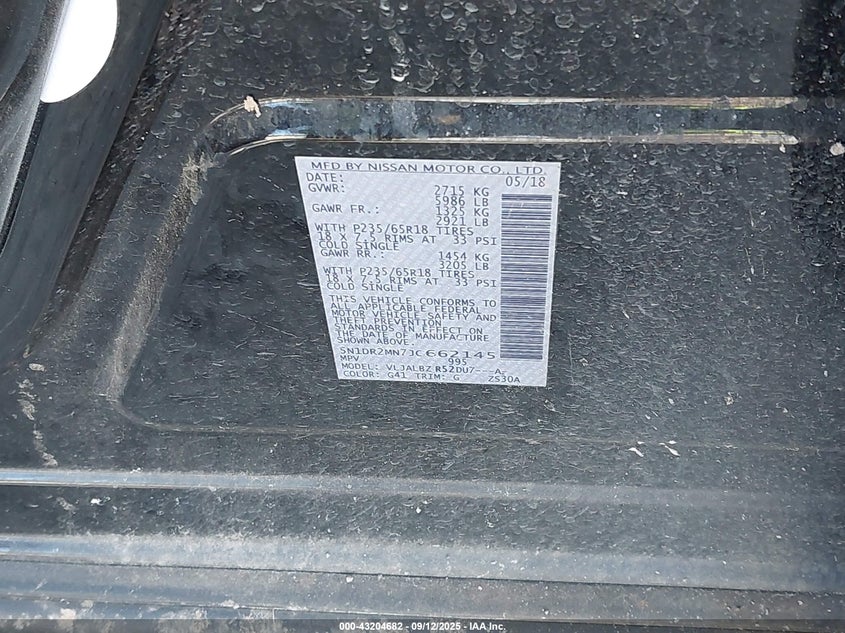 MFD BY NISSAN MOTOR CO., LTD.
DATE: 05/18
GVWR: 2715 KG
5986 LB
GAWR FR.: 1325 KG
2921 LB
WITH P235/65R18 TIRES
18 X 7.5 RIMS AT 33 PSI
COLD SINGLE
GAWR RR.: 1454 KG
3205 LB
WITH P235/65R18 TIRES
18 X 7.5 RIMS AT 33 PSI
COLD SINGLE
THIS VEHICLE CONFORMS TO
ALL APPLICABLE FEDERAL
MOTOR VEHICLE SAFETY AND
THEFT PREVENTION
STANDARDS IN EFFECT ON
THE DATE OF MANUFACTURE
SHOWN ABOVE.
5N1DR2MN7JC662145
MPV 995
MODEL: VLJALBZ R52DU7---A
COLOR: G41 TRIM: G ZS30A
000-43204682 - 09/12/2025 - IAA Inc.